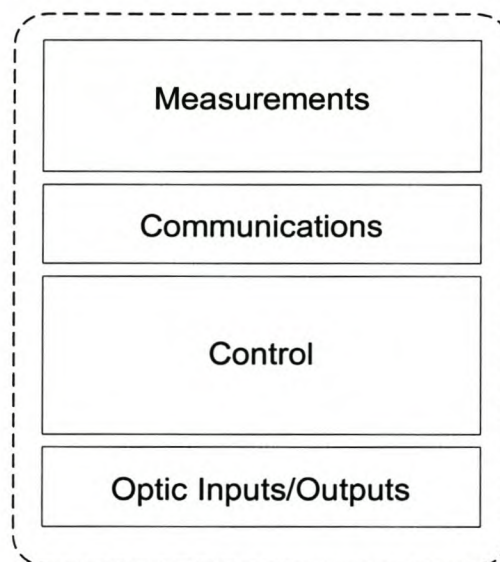 Measurements
Communications
Control
Optic Inputs/Outputs